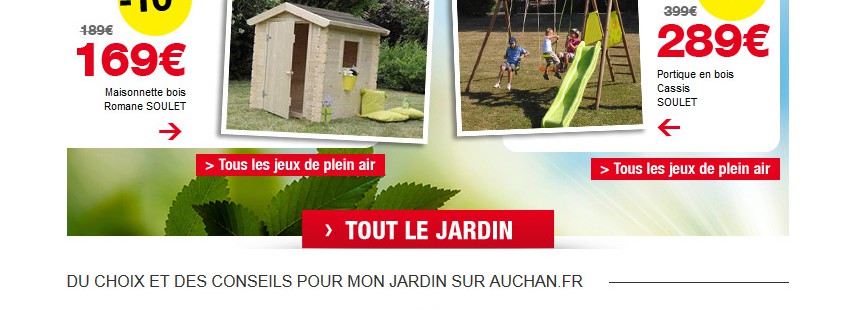 -10
189€
169€
Maisonnette bois
Romane SOULET
> Tous les jeux de plein air
399€
289€
Portique en bois
Cassis
SOULET
> Tous les jeux de plein air
› TOUT LE JARDIN
DU CHOIX ET DES CONSEILS POUR MON JARDIN SUR AUCHAN.FR